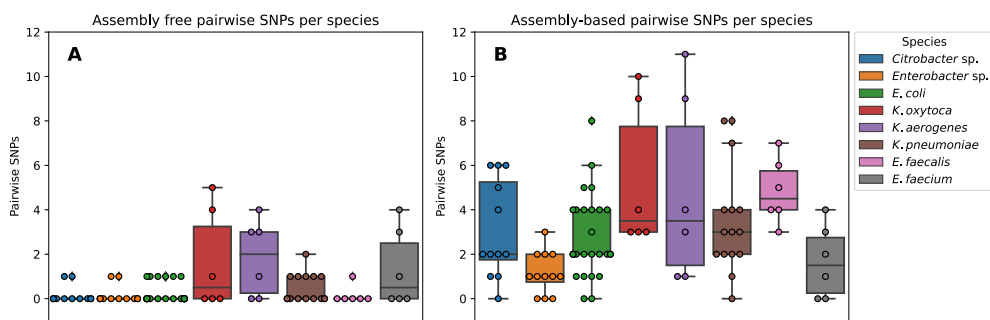 Assembly free pairwise SNPs per species
A
Pairwise SNPs
12
10
8
6
4
2
0
Assembly-based pairwise SNPs per species
B
Pairwise SNPs
12
10
8
6
4
2
0
Species
Citrobacter sp.
Enterobacter sp.
E. coli
K. oxytoca
K. aerogenes
K. pneumoniae
E. faecalis
E. faecium